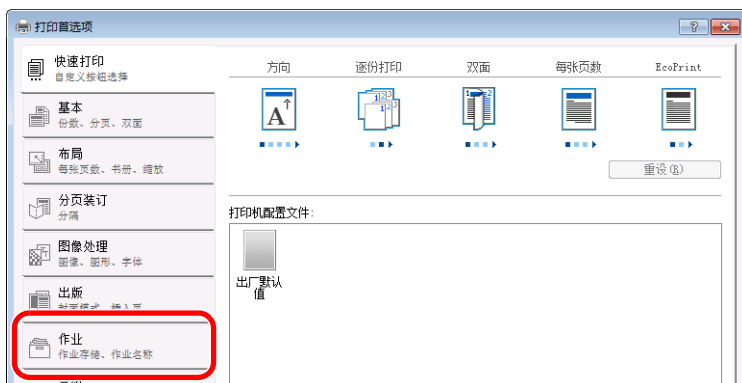 打印首选项
快速打印
自定义按钮选择
基本
份数、分页、双面
布局
每张页数、书册、缩放
分页装订
分隔
图像处理
图像、图形、字体
出版
封面模式、插入页
作业
作业存储、作业名称
方向
逐份打印
双面
每张页数
EcoPrint
A
123
123
1
2
重设(R)
打印机配置文件:
出厂默认
值